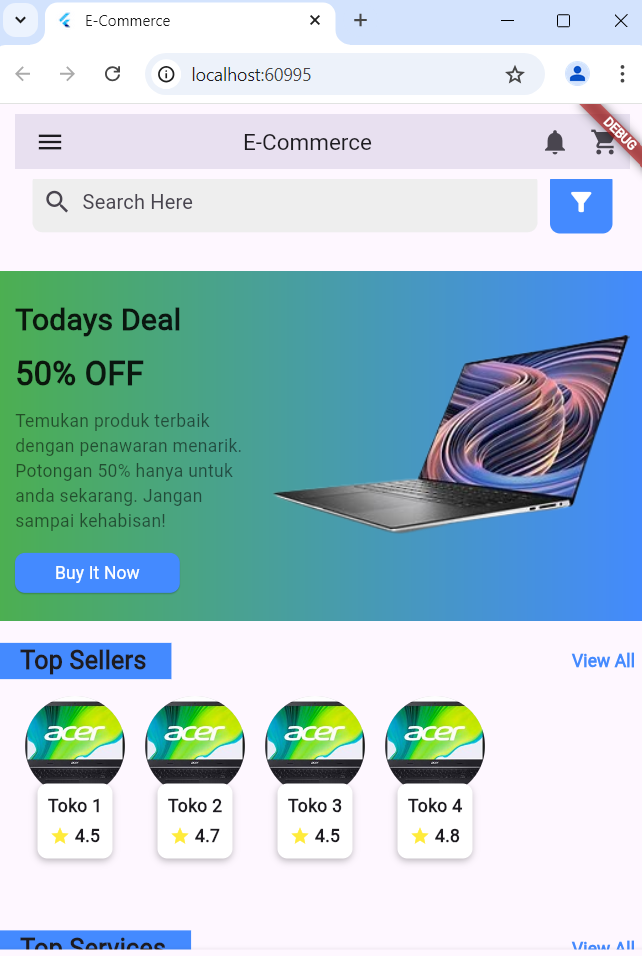 E-Commerce
localhost:60995
DEBUG
E-Commerce
Search Here
Todays Deal
50% OFF
Temukan produk terbaik
dengan penawaran menarik.
Potongan 50% hanya untuk
anda sekarang. Jangan
sampai kehabisan!
Buy It Now
Top Sellers
View All
acer acer acer acer
Toko 1 Toko 2 Toko 3 Toko 4
4.5 4.7 4.5 4.8
Top Services
View All